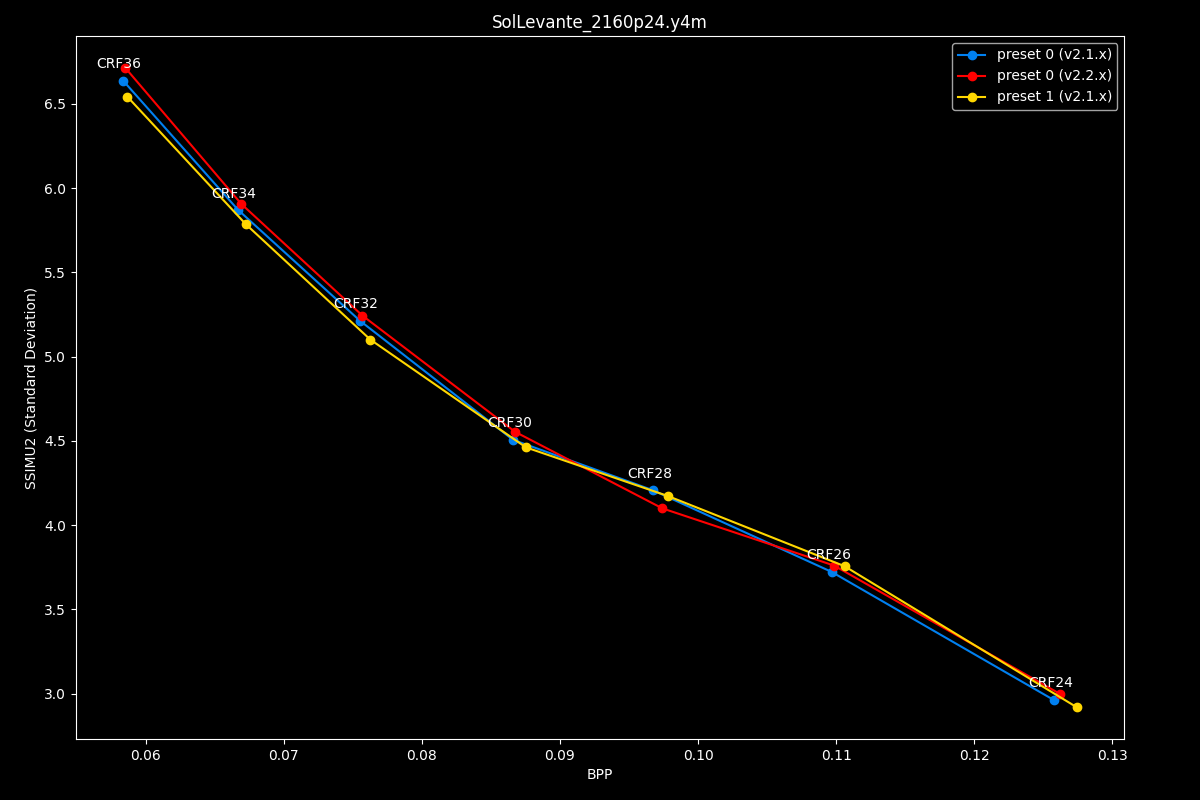 SolLevante_2160p24.y4m
preset 0 (v2.1.x)
preset 0 (v2.2.x)
preset 1 (v2.1.x)
CRF36
CRF34
CRF32
CRF30
CRF28
CRF26
CRF24
SSIMU2 (Standard Deviation)
6.5
6.0
5.5
5.0
4.5
4.0
3.5
3.0
0.06 0.07 0.08 0.09 0.10 0.11 0.12 0.13
BPP